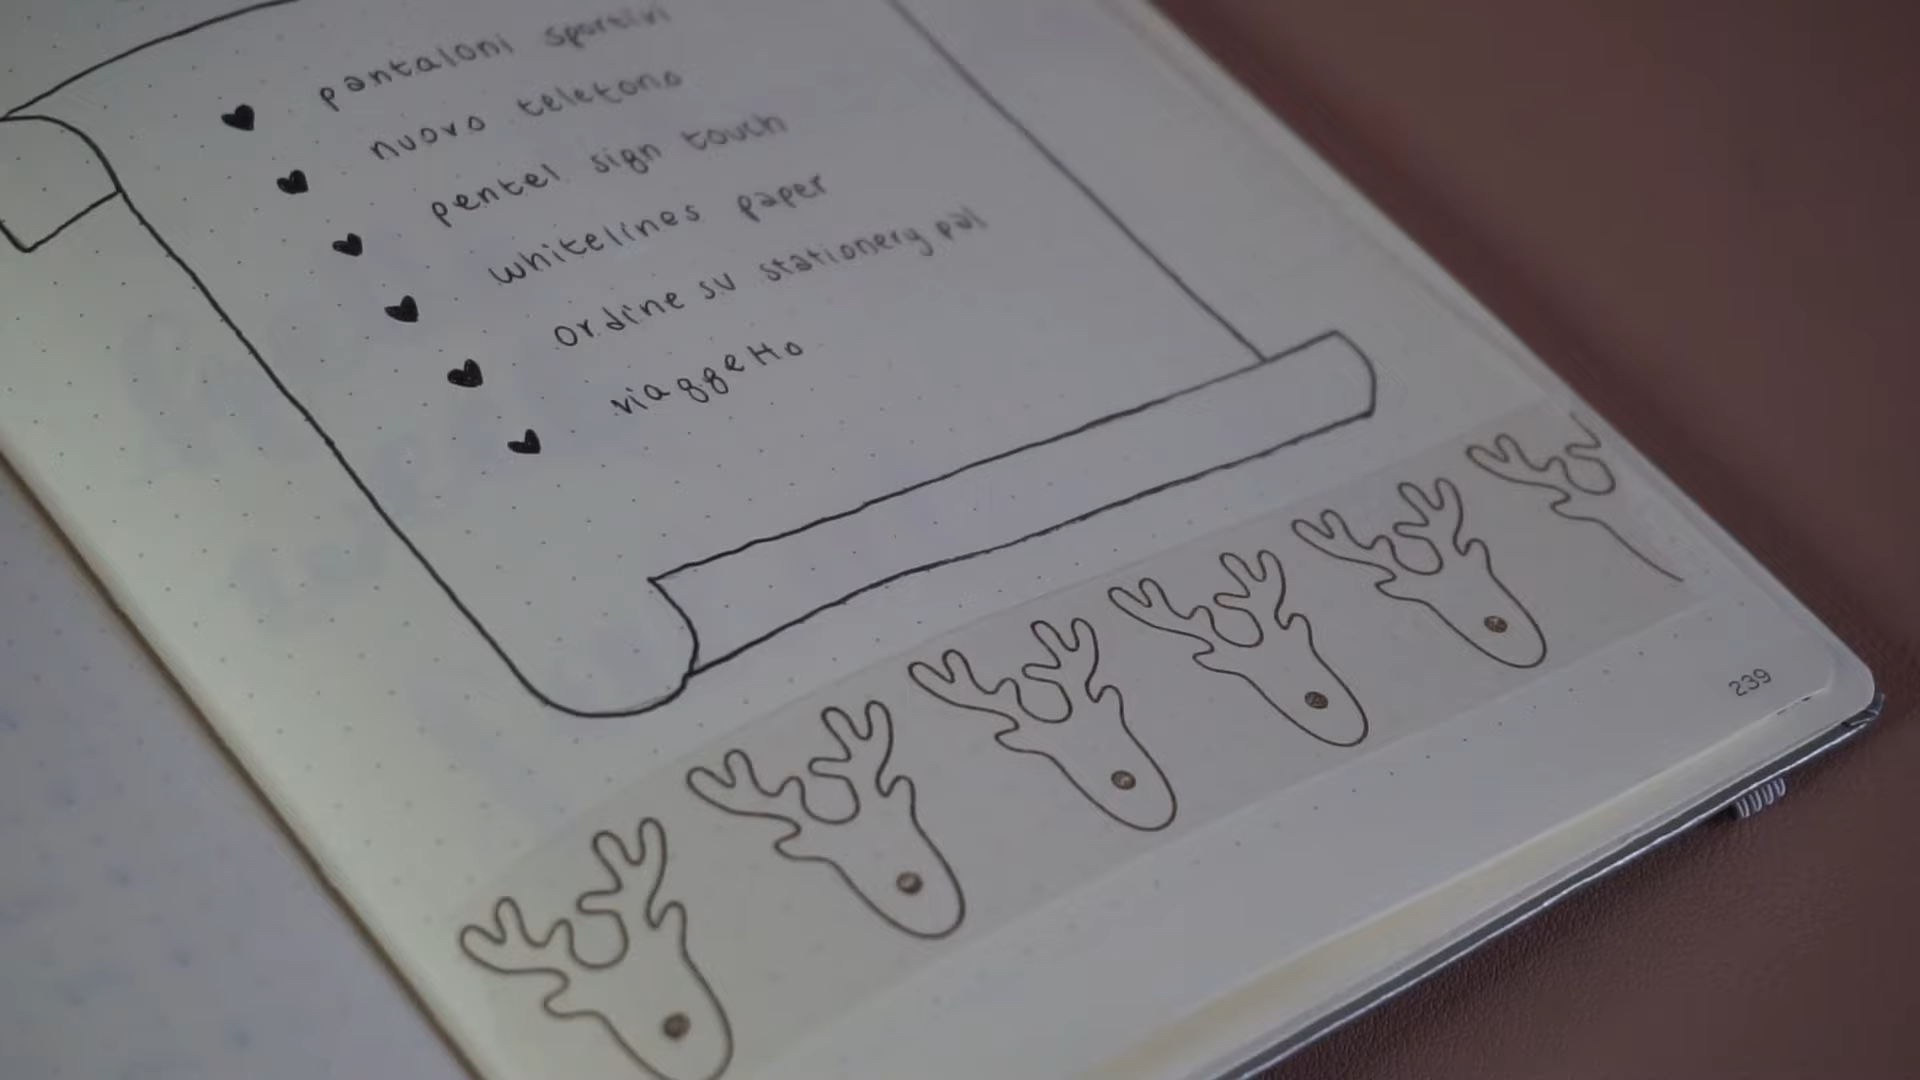 pantaloni sportivi
nuovo telefono
pentel sign touch
whitelines paper
ordine su stationery pal
viaggetto
239